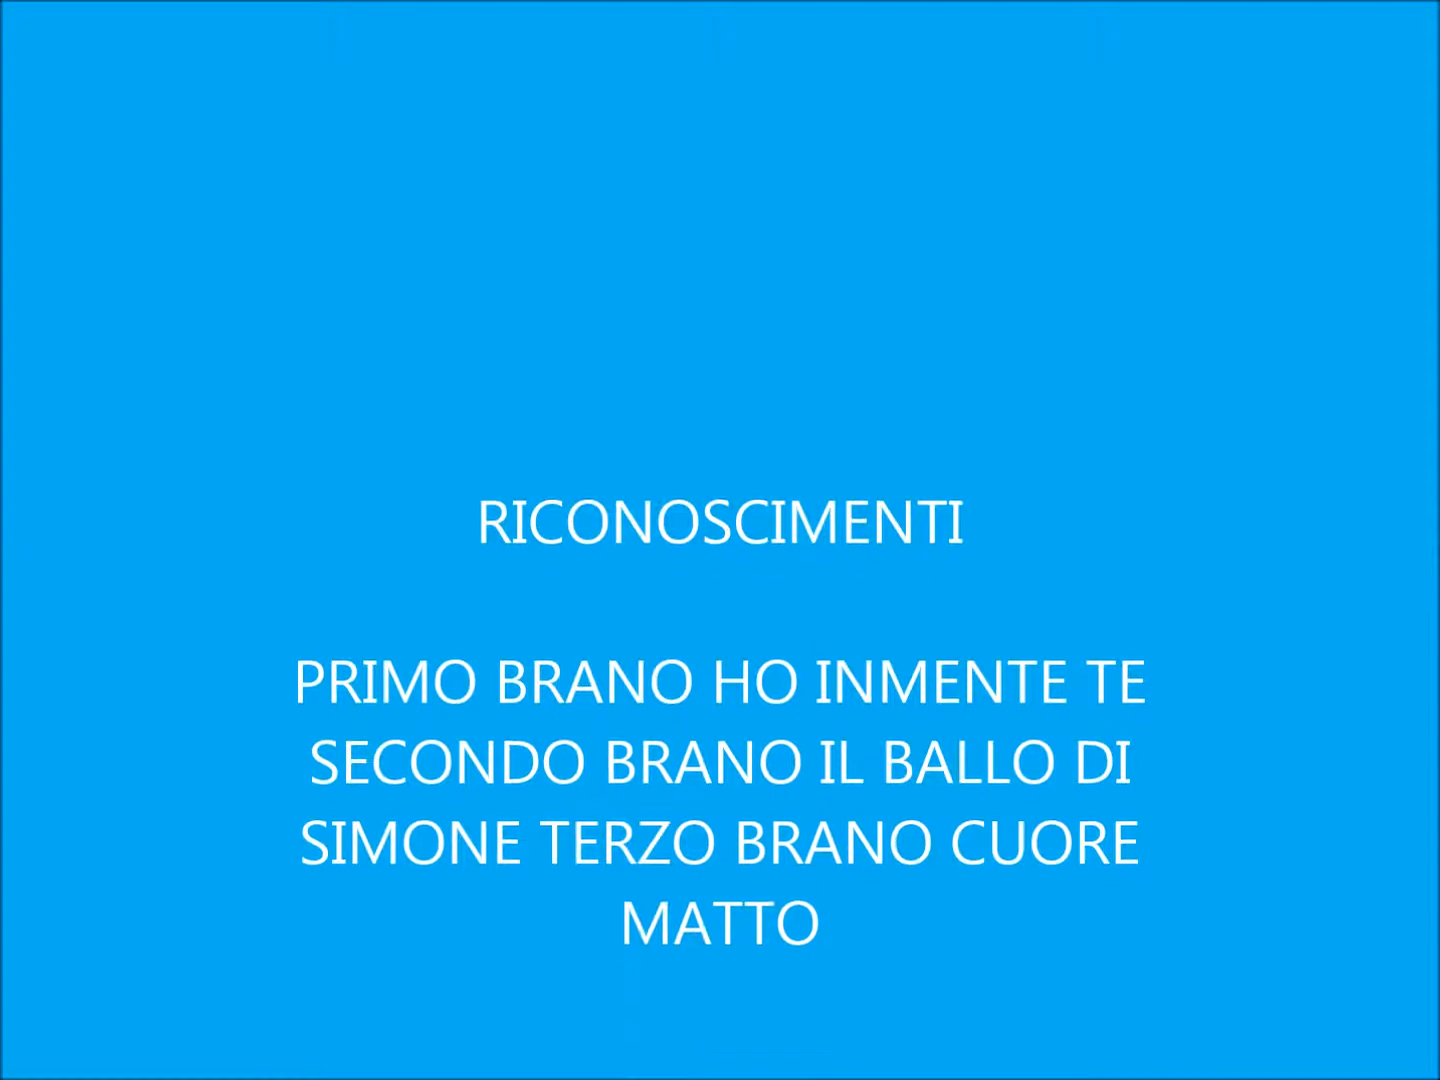 RICONOSCIMENTI
PRIMO BRANO HO INMENTE TE
SECONDO BRANO IL BALLO DI
SIMONE TERZO BRANO CUORE
MATTO